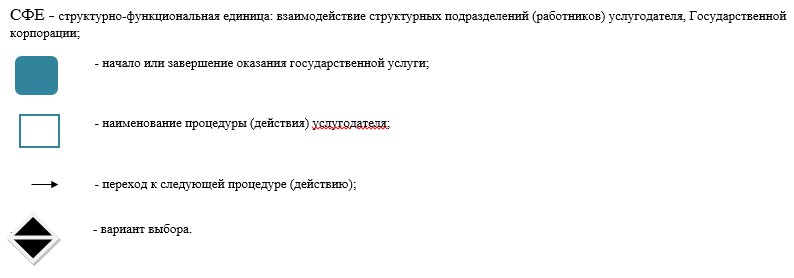 СФЕ - структурно-функциональная единица: взаимодействие структурных подразделений (работников) услугодателя, Государственной
корпорации;
- начало или завершение оказания государственной услуги;
- наименование процедуры (действия) услугодателя;
- переход к следующей процедуре (действию);
- вариант выбора.